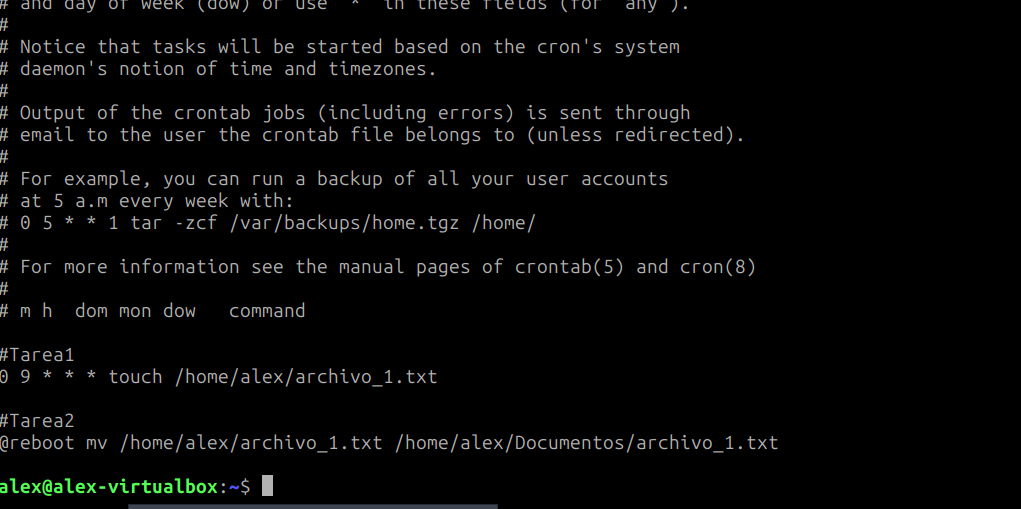 # and day of week (dow) or use '*' in these fields (for 'any').
#
# Notice that tasks will be started based on the cron's system
# daemon's notion of time and timezones.
#
# Output of the crontab jobs (including errors) is sent through
# email to the user the crontab file belongs to (unless redirected).
#
# For example, you can run a backup of all your user accounts
# at 5 a.m every week with:
# 0 5 * * 1 tar -zcf /var/backups/home.tgz /home/
#
# For more information see the manual pages of crontab(5) and cron(8)
#
# m h  dom mon dow   command
#Tarea1
0 9 * * * touch /home/alex/archivo_1.txt
#Tarea2
@reboot mv /home/alex/archivo_1.txt /home/alex/Documentos/archivo_1.txt
alex@alex-virtualbox:~$